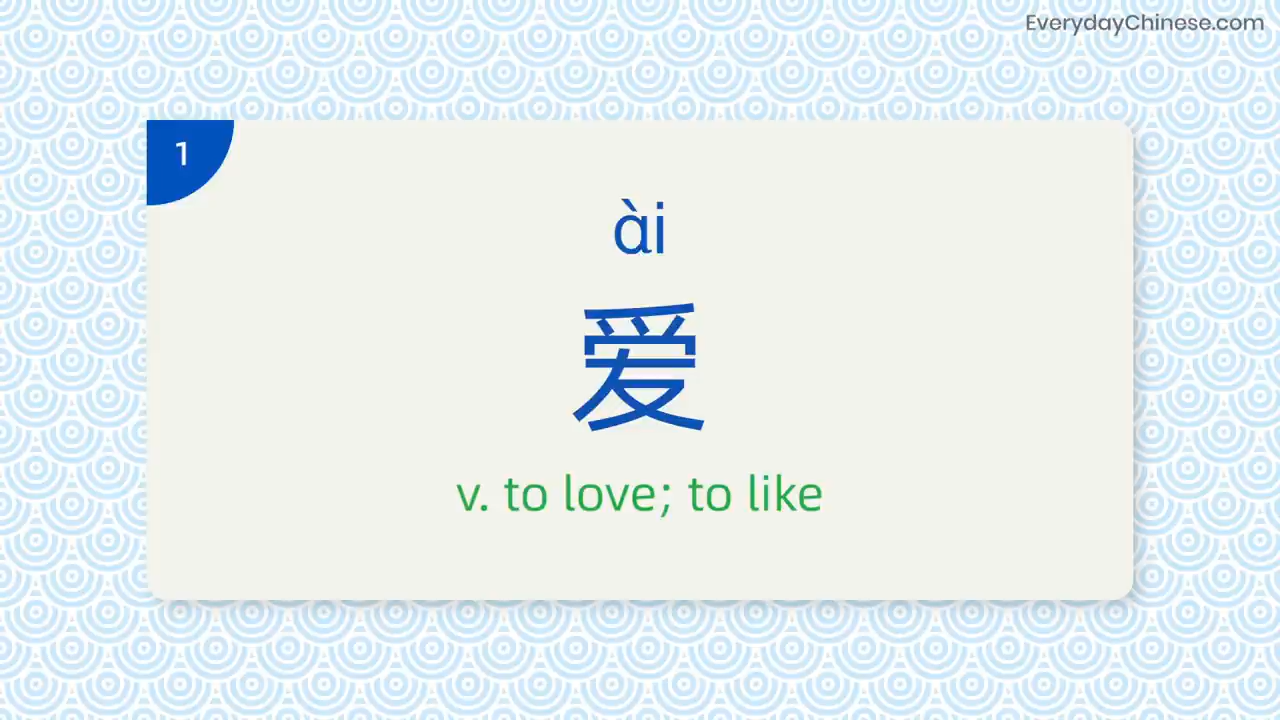 EverydayChinese.com
1
ài
爱
v. to love; to like